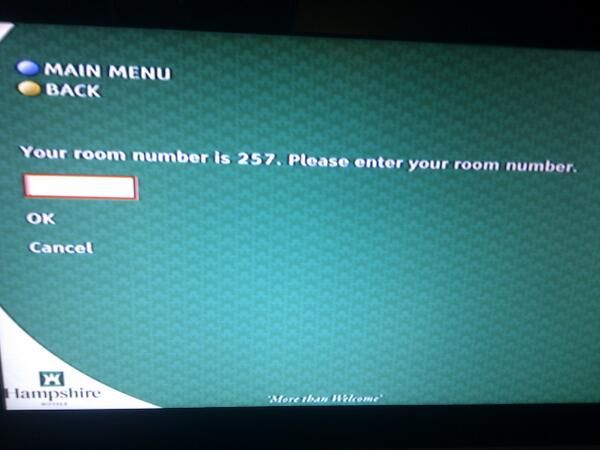 MAIN MENU
BACK
Your room number is 257. Please enter your room number.
OK
Cancel
Hampshire
HOTELS
'More than Welcome'